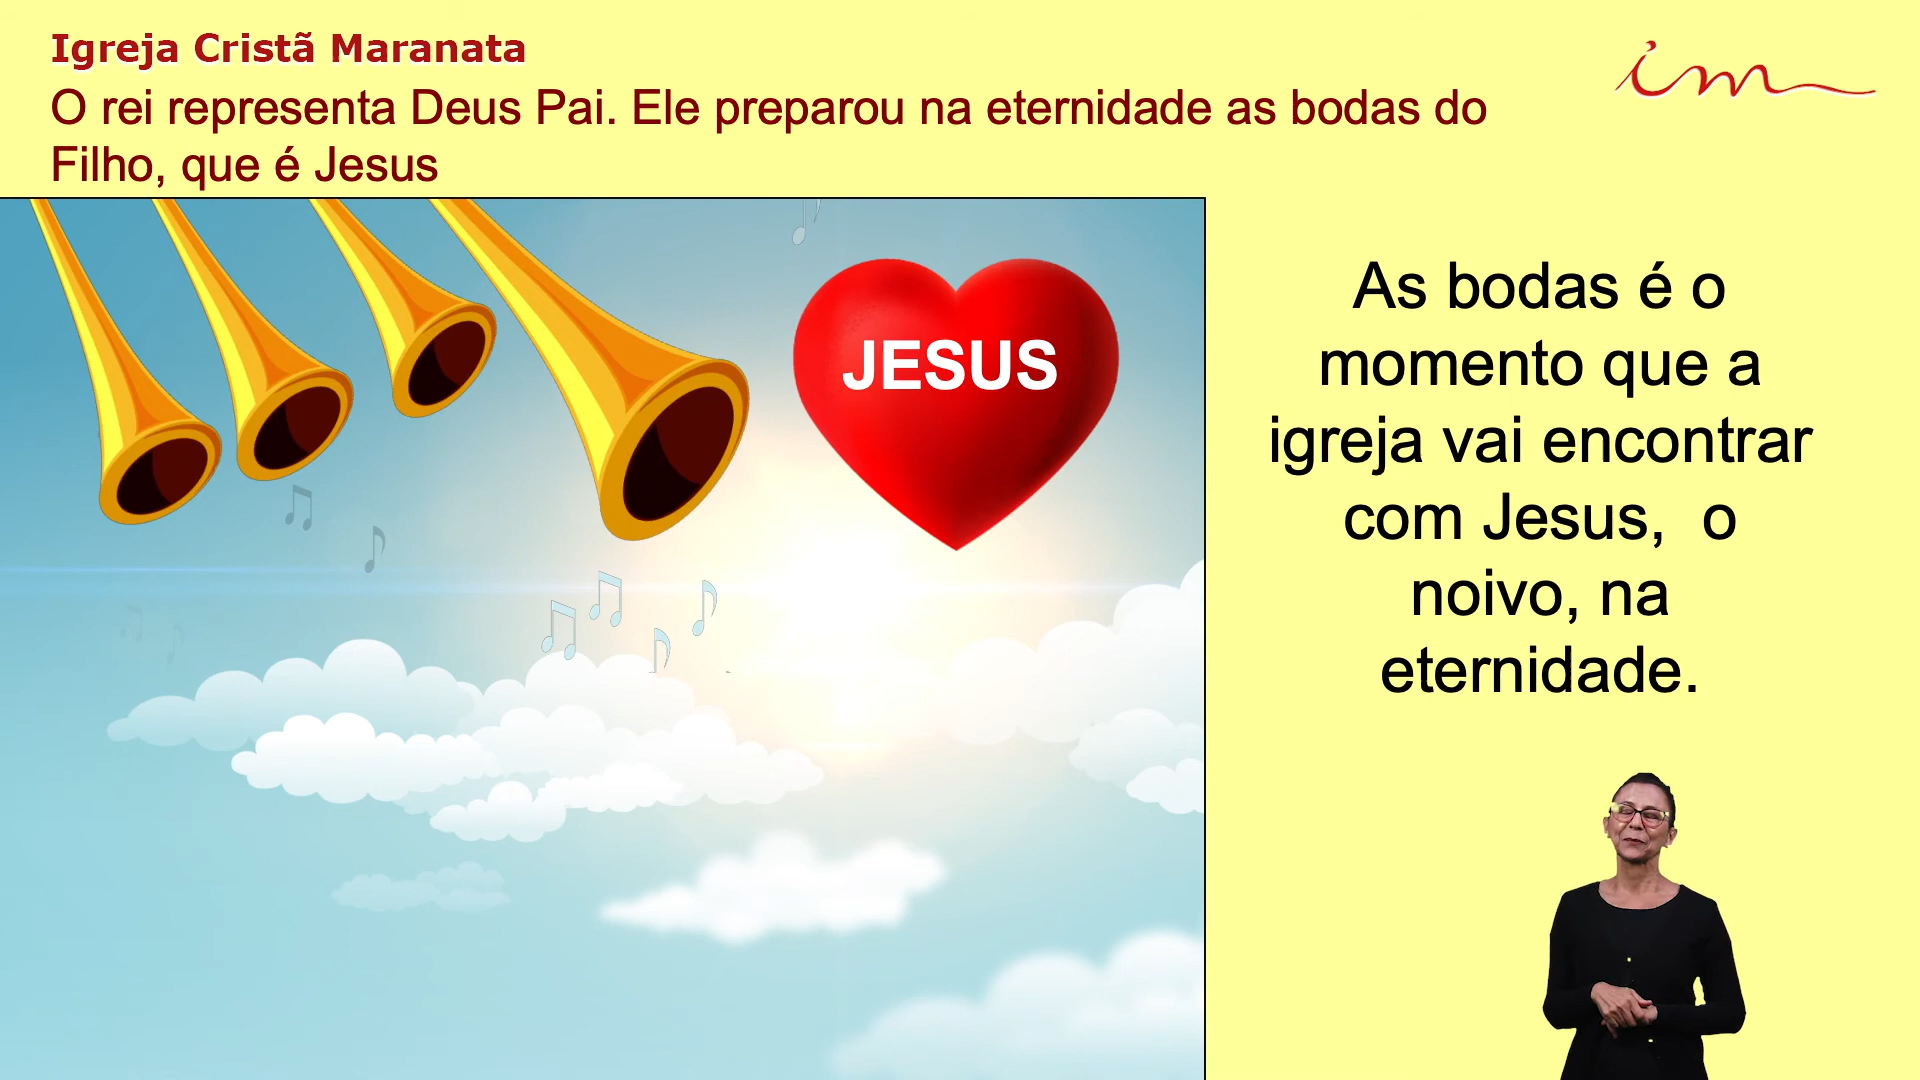 Igreja Cristã Maranata
O rei representa Deus Pai. Ele preparou na eternidade as bodas do
Filho, que é Jesus
im
JESUS
As bodas é o
momento que a
igreja vai encontrar
com Jesus,  o
noivo, na
eternidade.